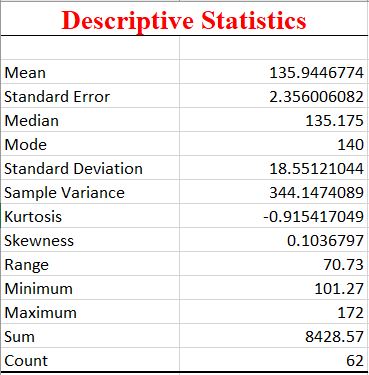 Descriptive Statistics
Mean 135.9446774
Standard Error 2.356006082
Median 135.175
Mode 140
Standard Deviation 18.55121044
Sample Variance 344.1474089
Kurtosis -0.915417049
Skewness 0.1036797
Range 70.73
Minimum 101.27
Maximum 172
Sum 8428.57
Count 62